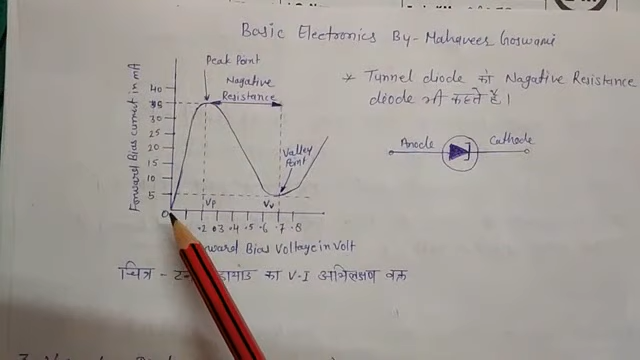 Basic Electronics By- Mahaveer Goswami
Peak Point
Nagative
Resistance
Forward Bias current in mA
40
35
30
25
20
15
10
5
0
Valley
Point
Vp
Vv
.2 .3 .4 .5 .6 .7 .8
Forward Bias Voltage in Volt
चित्र - का V-I अभिलक्षण वक्र
* Tunnel diode को Nagative Resistance
diode भी कहते हैं।
Anode
Cathode